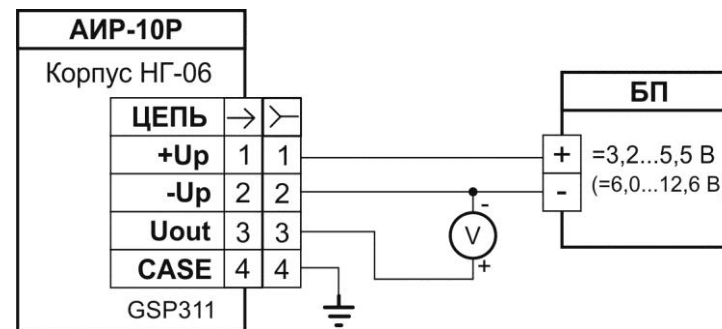 АИР-10Р
Корпус НГ-06
ЦЕПЬ
+Up 1 1
-Up 2 2
Uout 3 3
CASE 4 4
GSP311
V
-
+
БП
+ =3,2...5,5 В
- (=6,0...12,6 В